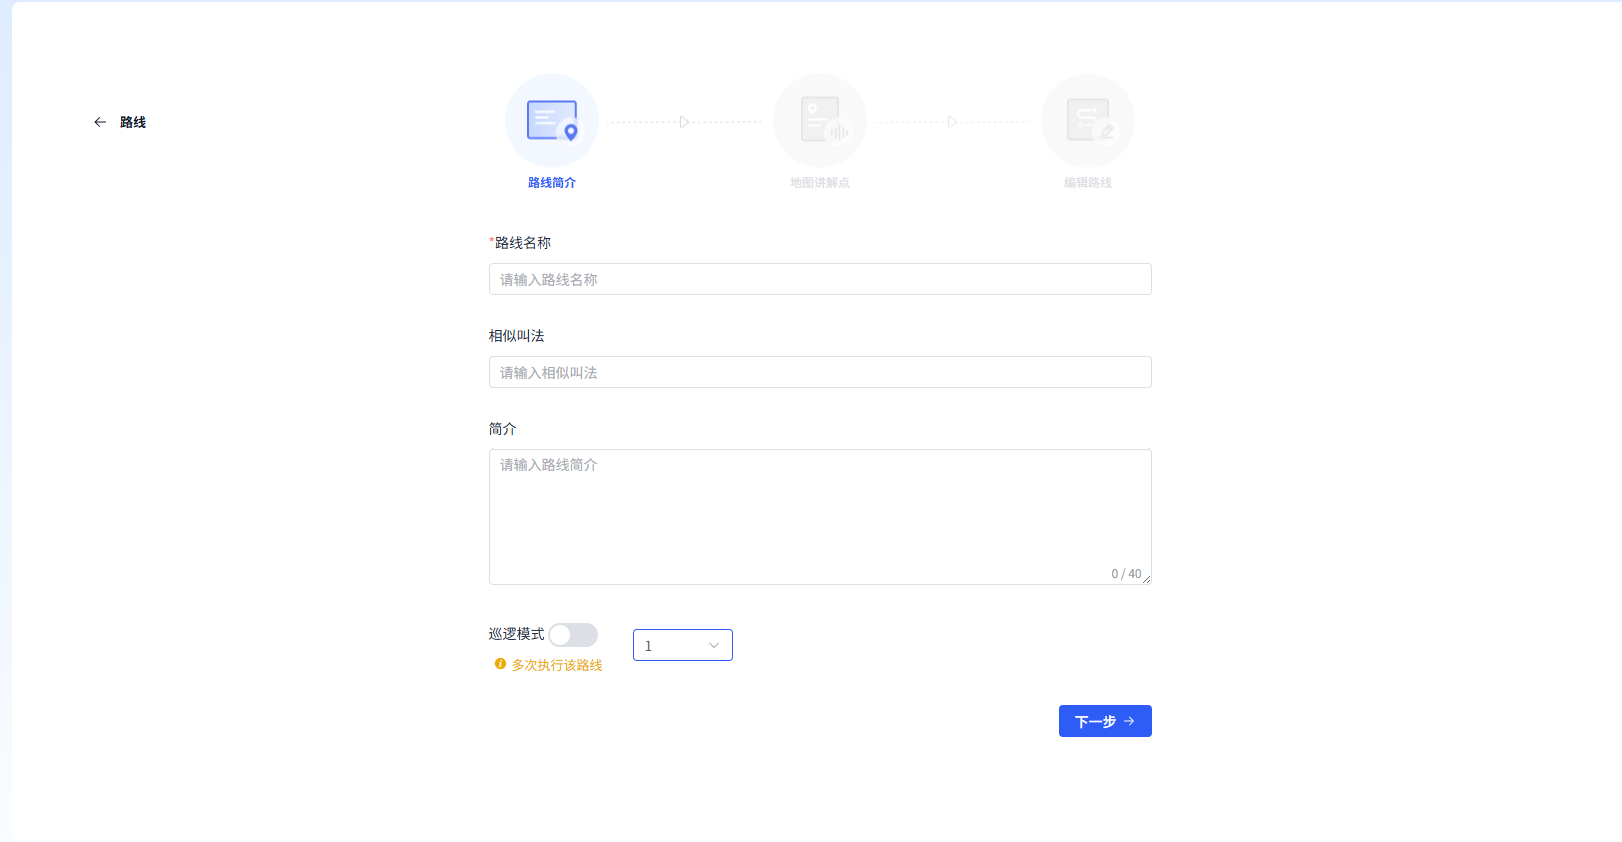 路线
路线简介
地图讲解点
编辑路线
*路线名称
请输入路线名称
相似叫法
请输入相似叫法
简介
请输入路线简介
0 / 40
巡逻模式
1
多次执行该路线
下一步